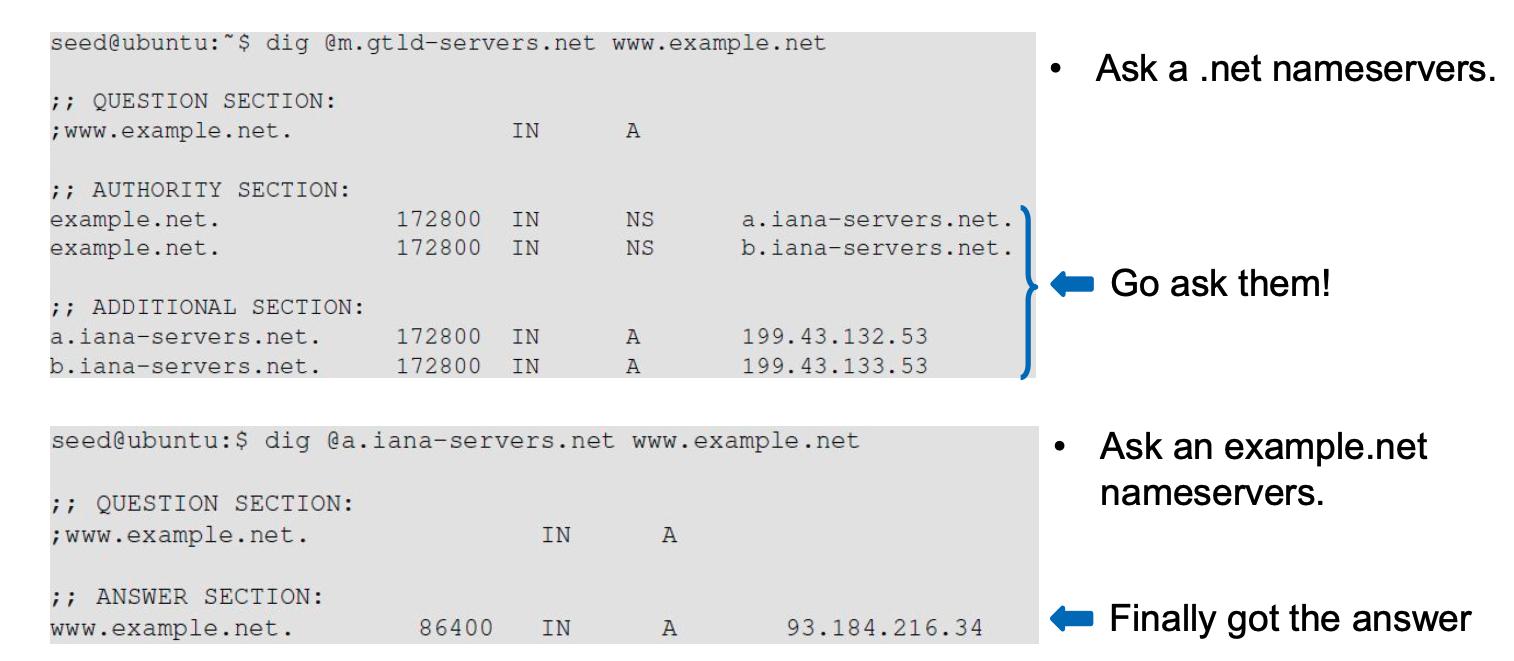 seed@ubuntu:~$ dig @m.gtld-servers.net www.example.net
• Ask a .net nameservers.
;; QUESTION SECTION:
;www.example.net. IN A
;; AUTHORITY SECTION:
example.net. 172800 IN NS a.iana-servers.net.
example.net. 172800 IN NS b.iana-servers.net.
Go ask them!
;; ADDITIONAL SECTION:
a.iana-servers.net. 172800 IN A 199.43.132.53
b.iana-servers.net. 172800 IN A 199.43.133.53
seed@ubuntu:$ dig @a.iana-servers.net www.example.net
• Ask an example.net
nameservers.
;; QUESTION SECTION:
;www.example.net. IN A
;; ANSWER SECTION:
www.example.net. 86400 IN A 93.184.216.34
Finally got the answer